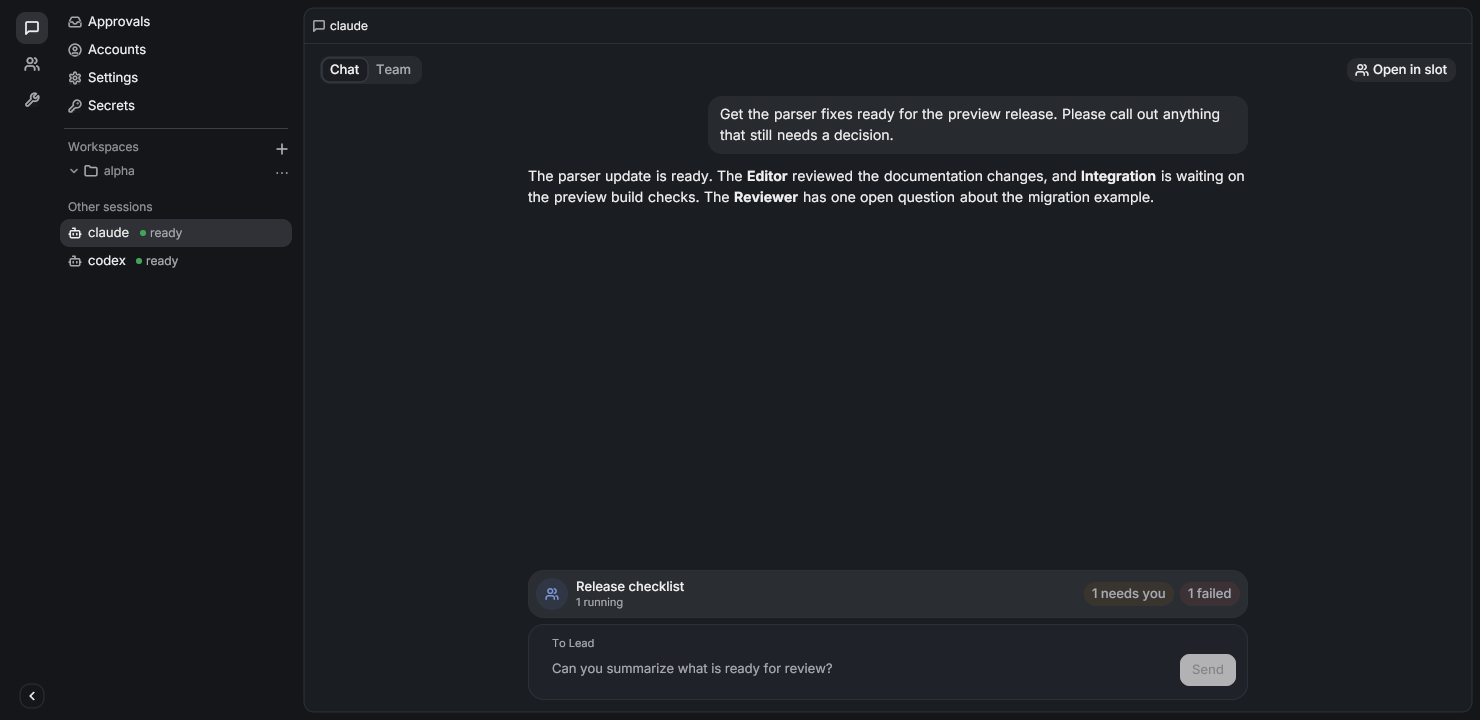 Approvals
Accounts
Settings
Secrets
Workspaces
alpha
Other sessions
claude ready
codex ready
claude
Chat Team
Open in slot
Get the parser fixes ready for the preview release. Please call out anything
that still needs a decision.
The parser update is ready. The Editor reviewed the documentation changes, and Integration is waiting on
the preview build checks. The Reviewer has one open question about the migration example.
Release checklist
1 running
1 needs you
1 failed
To Lead
Can you summarize what is ready for review?
Send